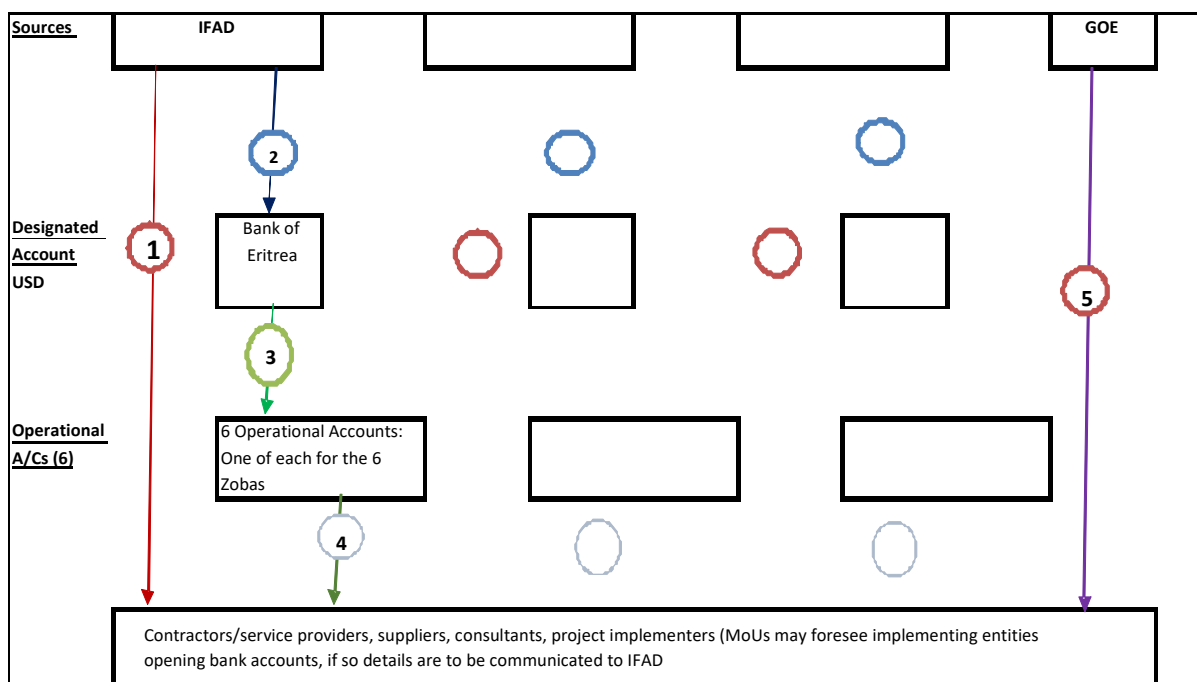 Sources
IFAD
GOE
2
Designated
Account
USD
1
Bank of
Eritrea
5
3
Operational
A/Cs (6)
6 Operational Accounts:
One of each for the 6
Zobas
4
Contractors/service providers, suppliers, consultants, project implementers (MoUs may foresee implementing entities
opening bank accounts, if so details are to be communicated to IFAD